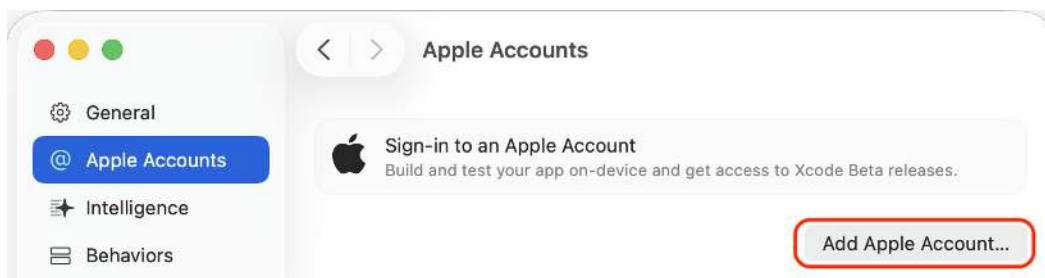 Apple Accounts
General
Apple Accounts
Intelligence
Behaviors
Sign-in to an Apple Account
Build and test your app on-device and get access to Xcode Beta releases.
Add Apple Account...